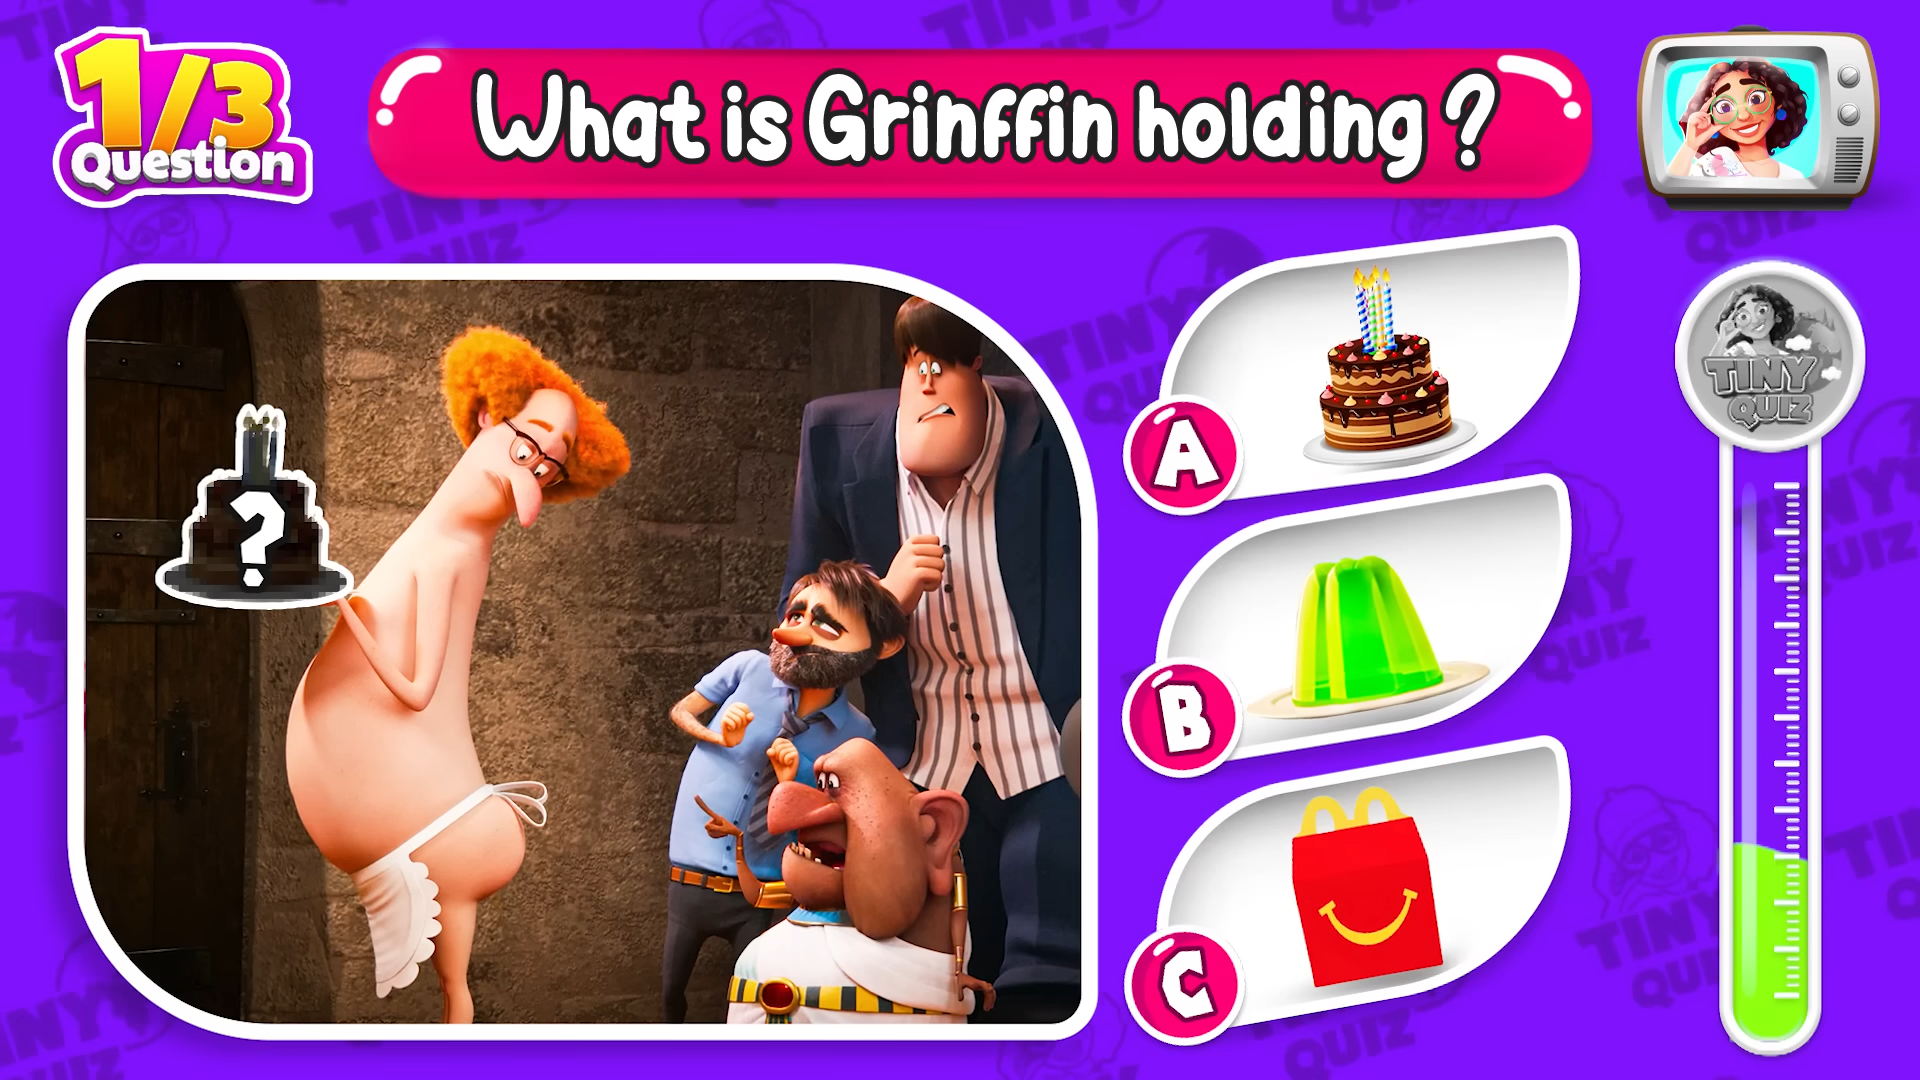 1/3
Question
What is Grinffin holding ?
?
A
B
C
TINY
QUIZ